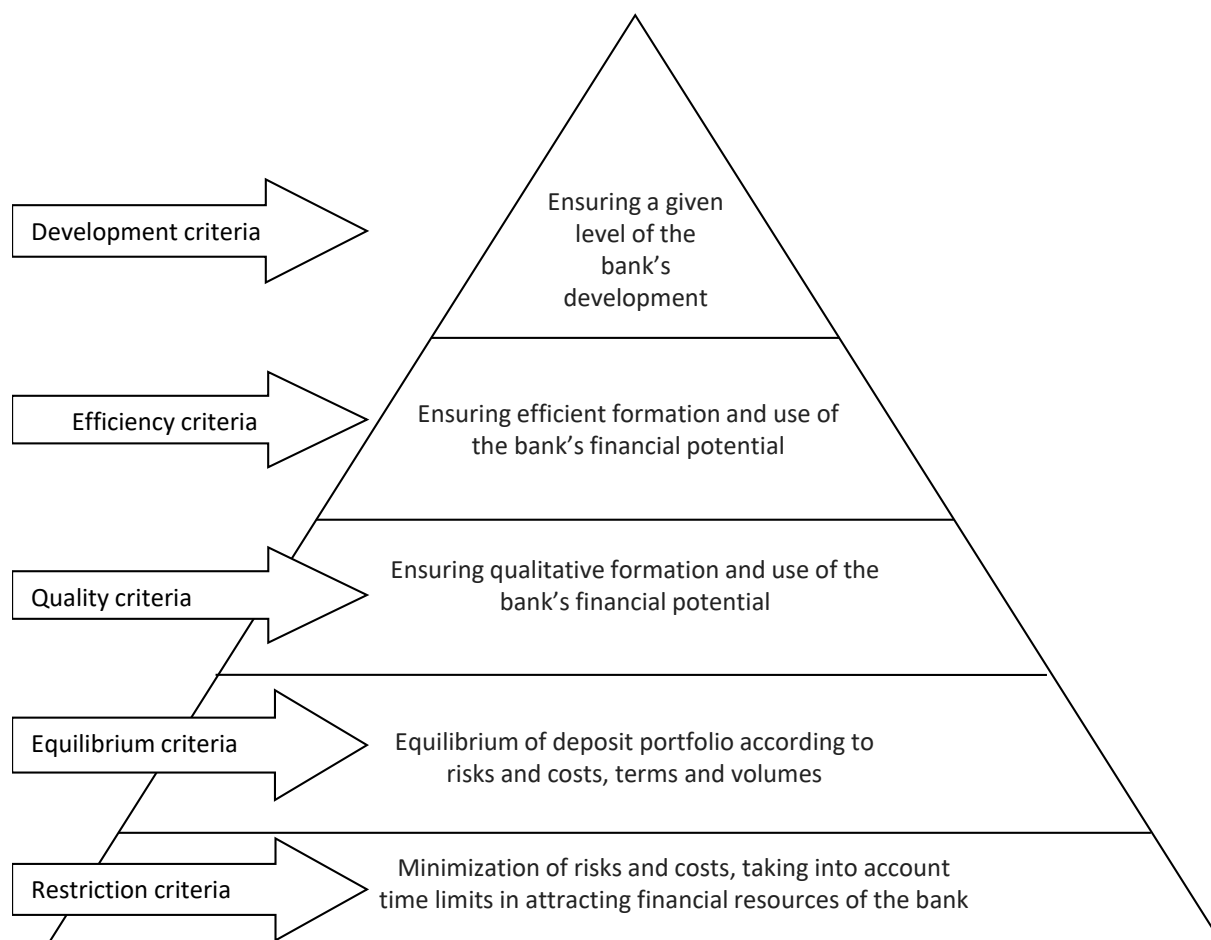 Development criteria
Ensuring a given
level of the
bank’s
development
Efficiency criteria
Ensuring efficient formation and use of
the bank’s financial potential
Quality criteria
Ensuring qualitative formation and use of the
bank’s financial potential
Equilibrium criteria
Equilibrium of deposit portfolio according to
risks and costs, terms and volumes
Restriction criteria
Minimization of risks and costs, taking into account
time limits in attracting financial resources of the bank